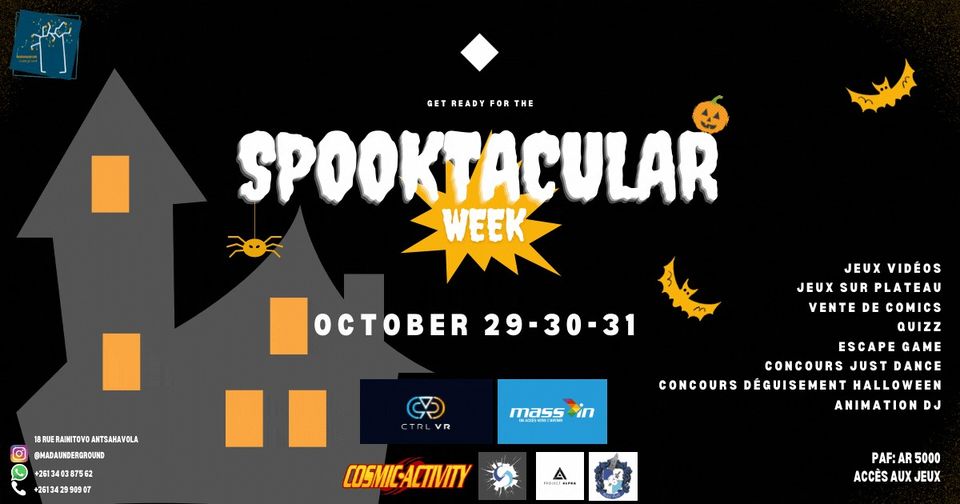 GET READY FOR THE
SPOOKTACULAR
WEEK
OCTOBER 29-30-31
JEUX VIDÉOS
JEUX SUR PLATEAU
VENTE DE COMICS
QUIZZ
ESCAPE GAME
CONCOURS JUST DANCE
CONCOURS DÉGUISEMENT HALLOWEEN
ANIMATION DJ
CTRL VR
mass in
COSMIC-ACTIVITY
PROJECT ALPHA
18 RUE RAINITOVO ANTSAHAVOLA
@MADAUNDERGROUND
+261 34 03 875 62
+261 34 29 909 07
PAF: AR 5000
ACCÈS AUX JEUX